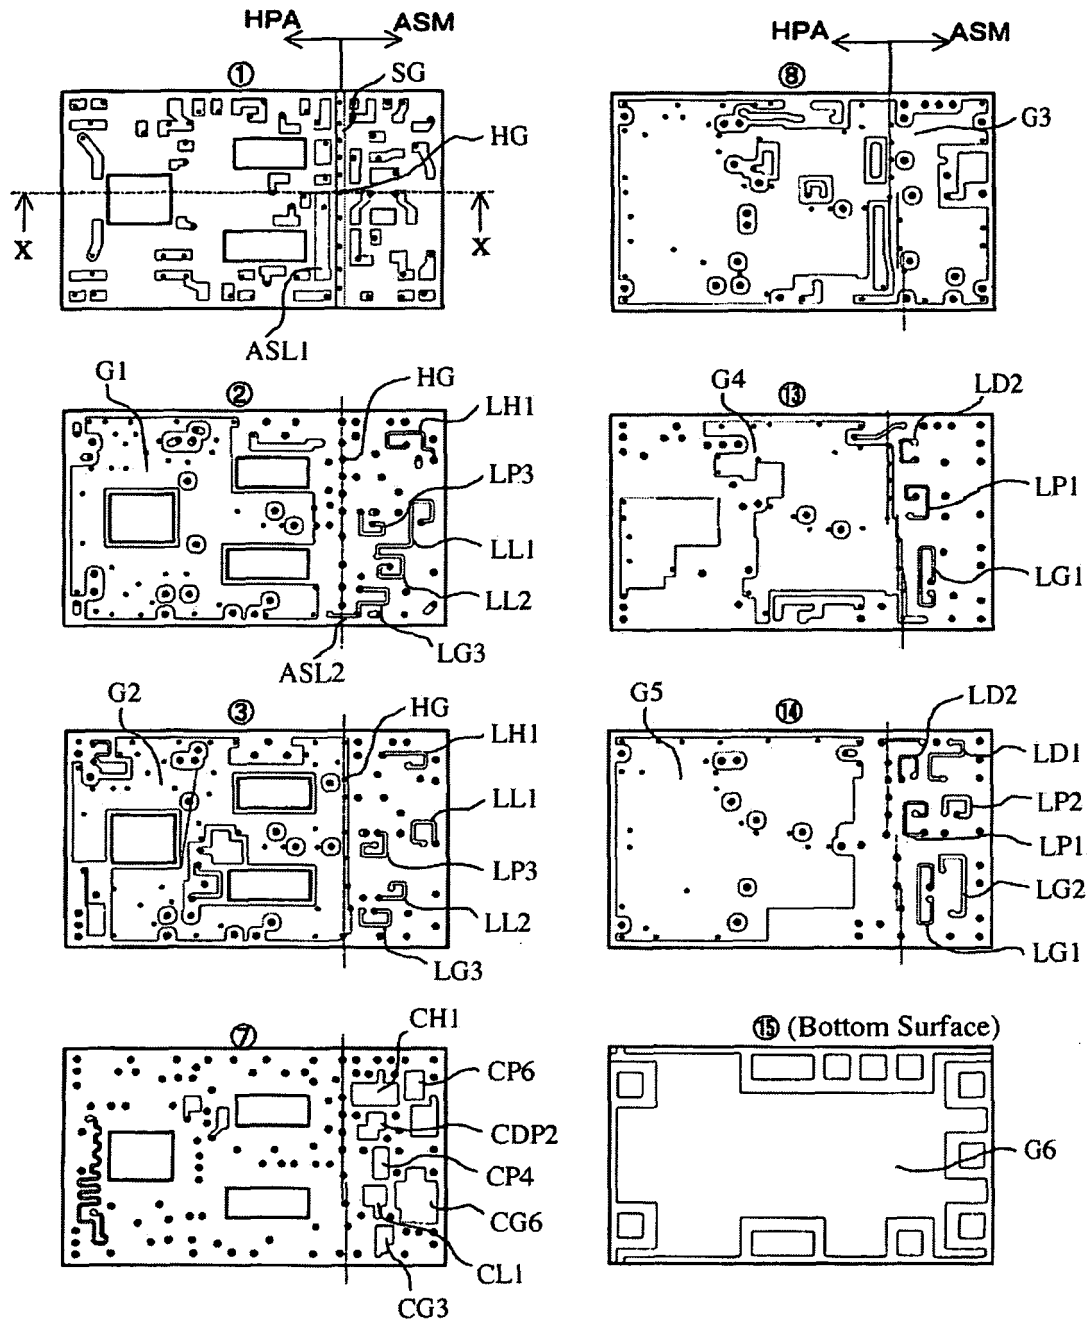 HPA ASM
① SG
HG
X X
ASL1
G1 ② HG
LH1
LP3
LL1
LL2
LG3
ASL2
G2 ③ HG
LH1
LL1
LP3
LL2
LG3
⑦ CH1
CP6
CDP2
CP4
CG6
CL1
CG3
HPA ASM
⑧
G3
G4 ⑬ LD2
LP1
LG1
G5 ⑭ LD2
LD1
LP2
LP1
LG2
LG1
⑮ (Bottom Surface)
G6